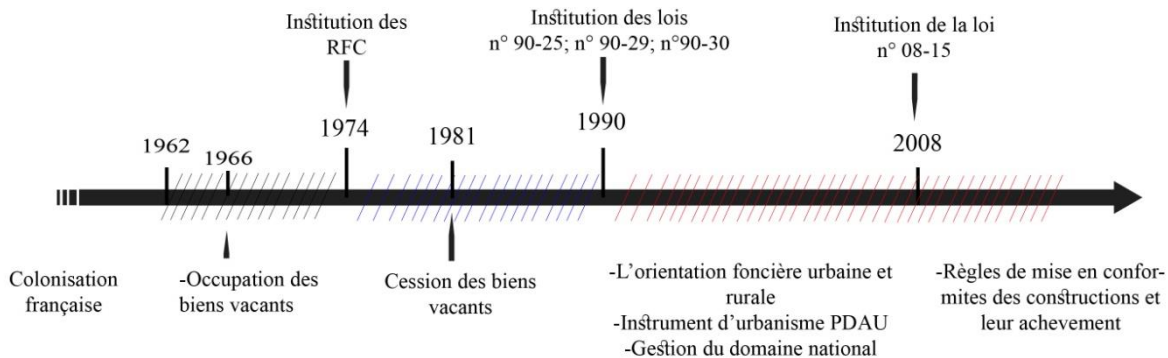 Institution des
RFC
Institution des lois
n° 90-25; n° 90-29; n°90-30
Institution de la loi
n° 08-15
1962
1966
1974
1981
1990
2008
Colonisation
française
-Occupation des
biens vacants
Cession des biens
vacants
-L'orientation foncière urbaine et
rurale
-Instrument d'urbanisme PDAU
-Gestion du domaine national
-Règles de mise en confor-
mites des constructions et
leur achevement